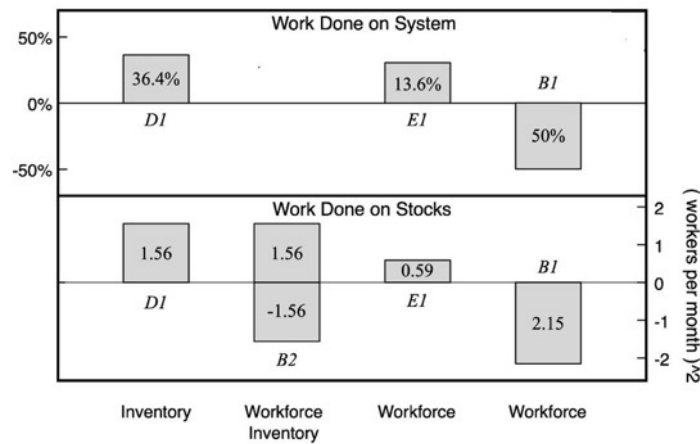 Work Done on System
50%
0%
-50%
36.4%
D1
13.6%
E1
B1
50%
Work Done on Stocks
1.56
D1
1.56
-1.56
B2
0.59
E1
B1
2.15
2
1
0
-1
-2
( workers per month )^2
Inventory
Workforce
Inventory
Workforce
Workforce